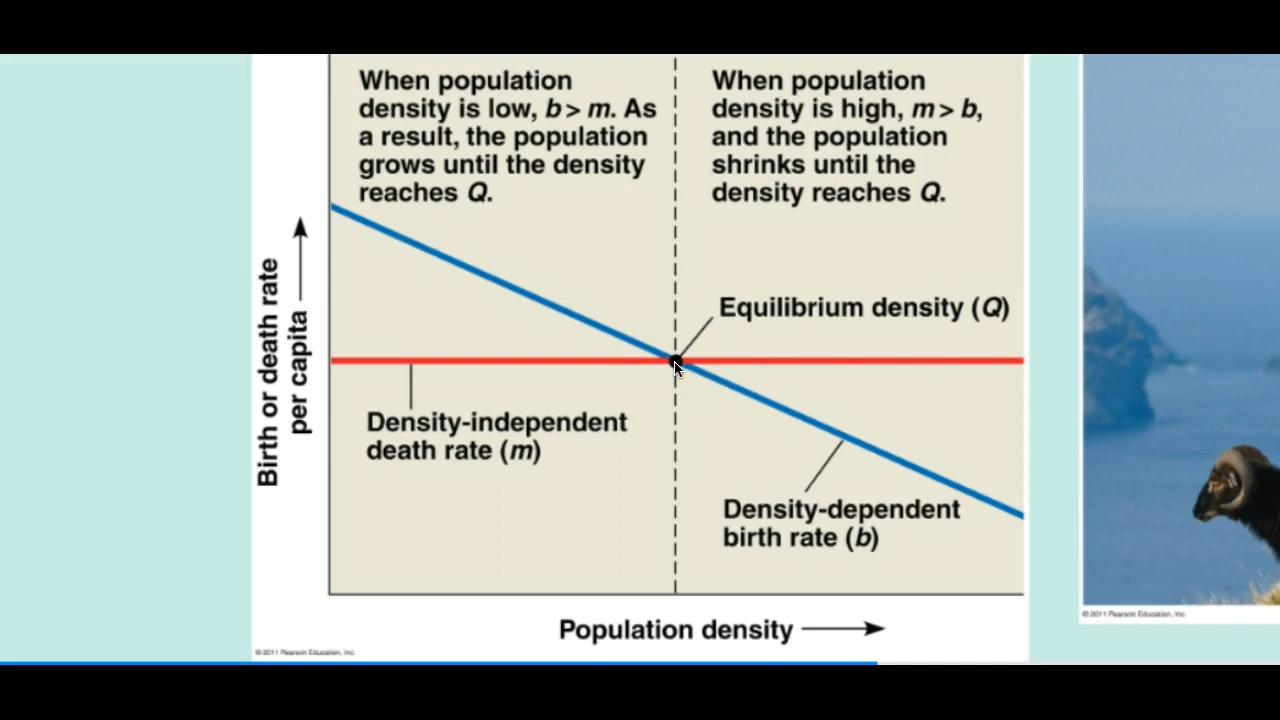 When population
density is low, b > m. As
a result, the population
grows until the density
reaches Q.
When population
density is high, m > b,
and the population
shrinks until the
density reaches Q.
Equilibrium density (Q)
Birth or death rate
per capita
Density-independent
death rate (m)
Density-dependent
birth rate (b)
Population density
© 2011 Pearson Education, Inc.
© 2011 Pearson Education, Inc.